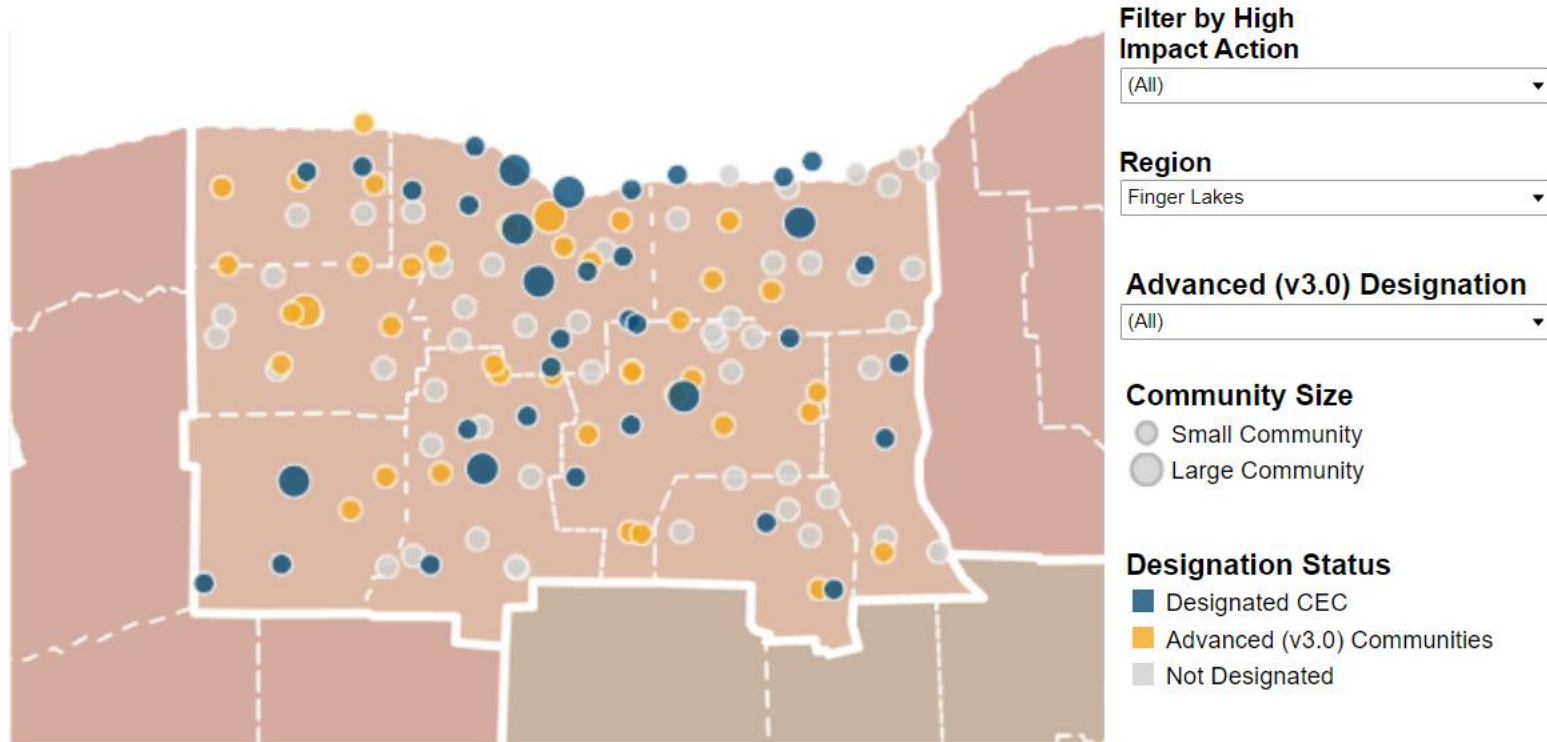 Filter by High
Impact Action
(All)
Region
Finger Lakes
Advanced (v3.0) Designation
(All)
Community Size
Small Community
Large Community
Designation Status
Designated CEC
Advanced (v3.0) Communities
Not Designated